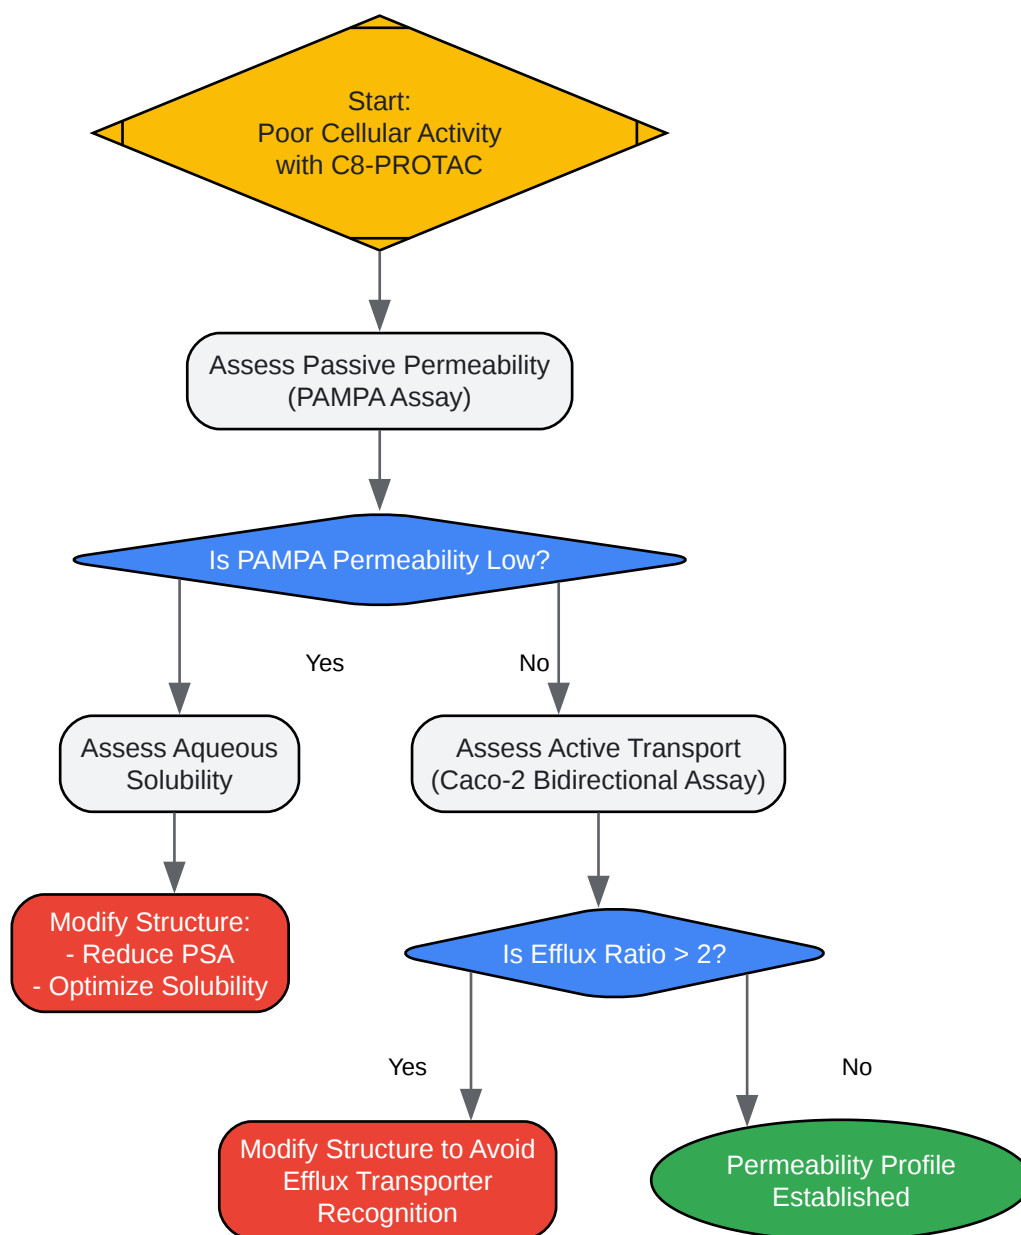 Start:
Poor Cellular Activity
with C8-PROTAC
Assess Passive Permeability
(PAMPA Assay)
Is PAMPA Permeability Low?
Yes
No
Assess Aqueous
Solubility
Assess Active Transport
(Caco-2 Bidirectional Assay)
Modify Structure:
- Reduce PSA
- Optimize Solubility
Is Efflux Ratio > 2?
Yes
No
Modify Structure to Avoid
Efflux Transporter
Recognition
Permeability Profile
Established